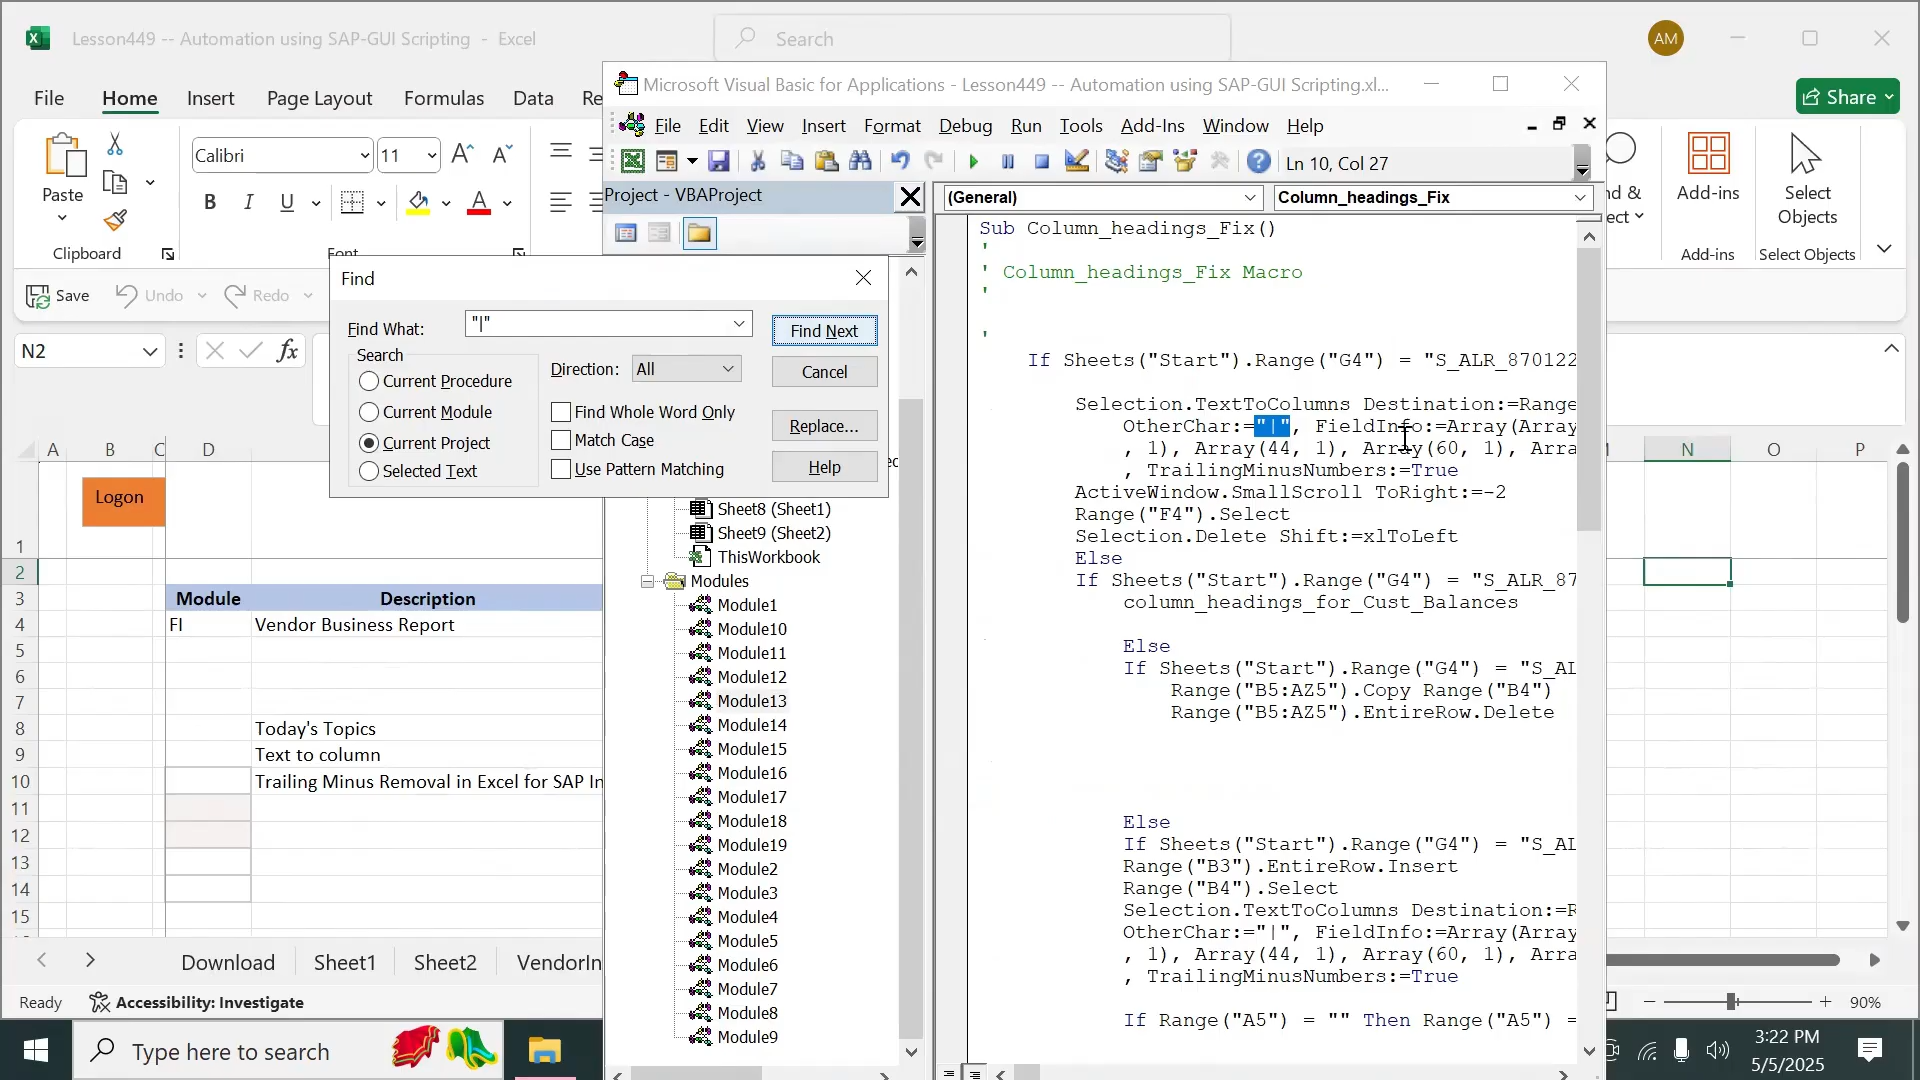 Lesson449 -- Automation using SAP-GUI Scripting - Excel
Search
AM
File Home Insert Page Layout Formulas Data Re
Share
Paste
Calibri 11
B I U A
Clipboard
Font
Add-ins
Select
Objects
Add-ins
Select Objects
Save Undo Redo
N2
fx
A B C D N O P
Logon
1
2
3 Module Description
4 FI Vendor Business Report
5
6
7
8 Today's Topics
9 Text to column
10 Trailing Minus Removal in Excel for SAP In
11
12
13
14
15
Download Sheet1 Sheet2 VendorIn
Ready Accessibility: Investigate
90%
Type here to search
3:22 PM
5/5/2025
Microsoft Visual Basic for Applications - Lesson449 -- Automation using SAP-GUI Scripting.xl...
File Edit View Insert Format Debug Run Tools Add-Ins Window Help
Ln 10, Col 27
Project - VBAProject
Sheet8 (Sheet1)
Sheet9 (Sheet2)
ThisWorkbook
Modules
Module1
Module10
Module11
Module12
Module13
Module14
Module15
Module16
Module17
Module18
Module19
Module2
Module3
Module4
Module5
Module6
Module7
Module8
Module9
Find
Find What: "|"
Find Next
Search
Current Procedure
Current Module
Current Project
Selected Text
Direction: All
Find Whole Word Only
Match Case
Use Pattern Matching
Cancel
Replace...
Help
(General) Column_headings_Fix
Sub Column_headings_Fix()
'
' Column_headings_Fix Macro
'
'
If Sheets("Start").Range("G4") = "S_ALR_870122
Selection.TextToColumns Destination:=Range
OtherChar:="|", FieldInfo:=Array(Array
, 1), Array(44, 1), Array(60, 1), Arra
, TrailingMinusNumbers:=True
ActiveWindow.SmallScroll ToRight:=-2
Range("F4").Select
Selection.Delete Shift:=xlToLeft
Else
If Sheets("Start").Range("G4") = "S_ALR_87
column_headings_for_Cust_Balances
Else
If Sheets("Start").Range("G4") = "S_AL
Range("B5:AZ5").Copy Range("B4")
Range("B5:AZ5").EntireRow.Delete
Else
If Sheets("Start").Range("G4") = "S_AL
Range("B3").EntireRow.Insert
Range("B4").Select
Selection.TextToColumns Destination:=R
OtherChar:="|", FieldInfo:=Array(Array
, 1), Array(44, 1), Array(60, 1), Arra
, TrailingMinusNumbers:=True
If Range("A5") = "" Then Range("A5") =